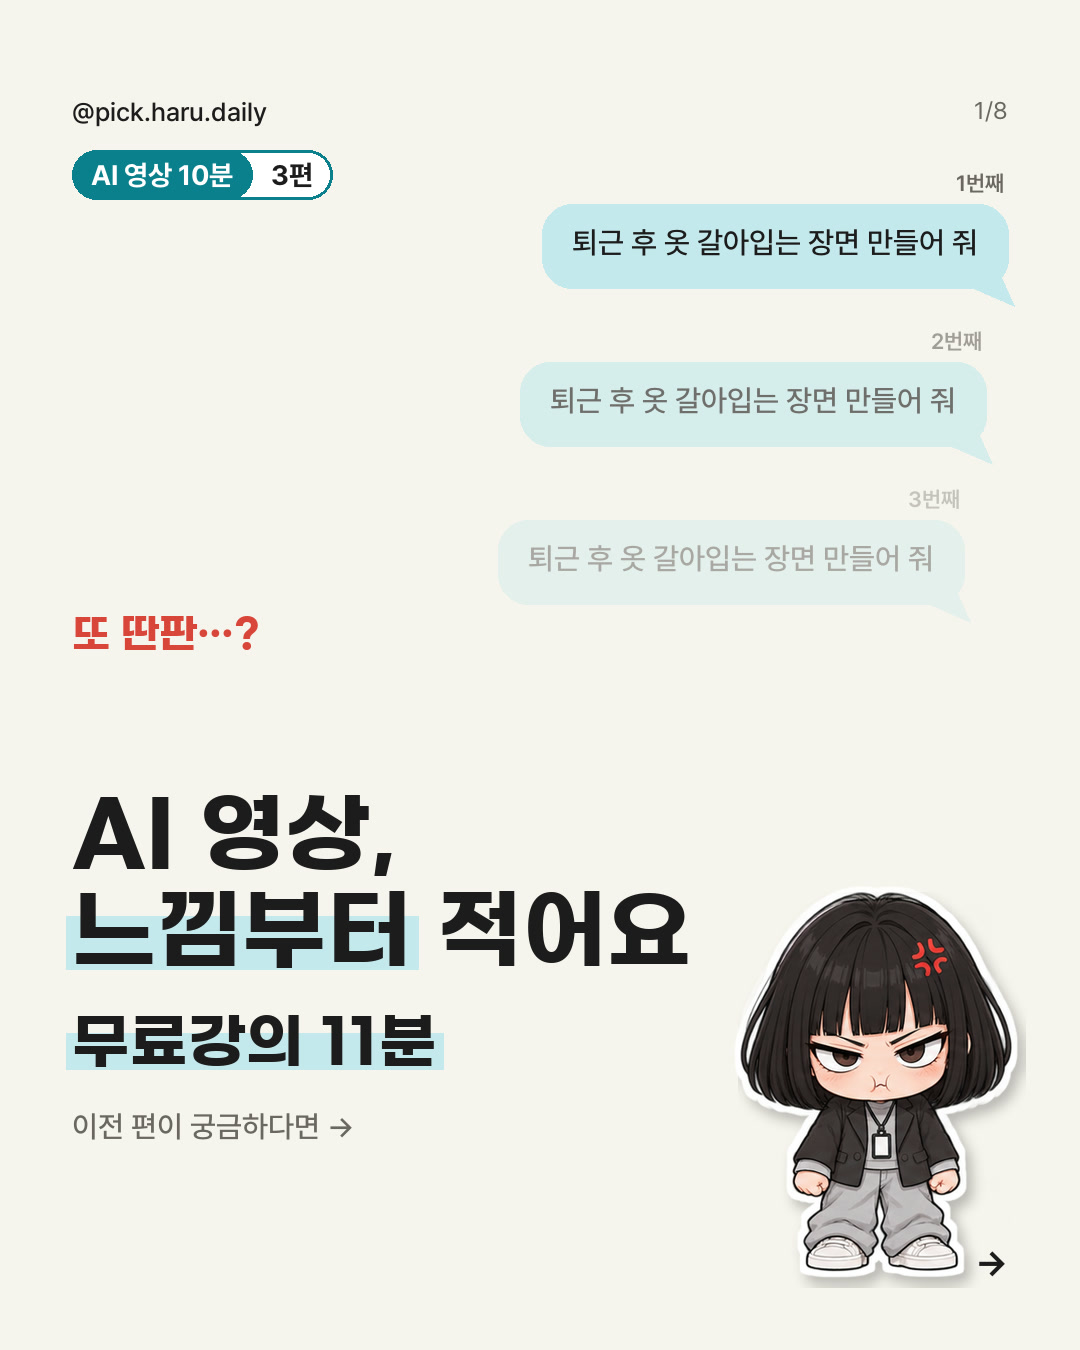 @pick.haru.daily
1/8
AI 영상 10분 3편
1번째
퇴근 후 옷 갈아입는 장면 만들어 줘
2번째
퇴근 후 옷 갈아입는 장면 만들어 줘
3번째
퇴근 후 옷 갈아입는 장면 만들어 줘
또 딴판…?
AI 영상,
느낌부터 적어요
무료강의 11분
이전 편이 궁금하다면 →
→